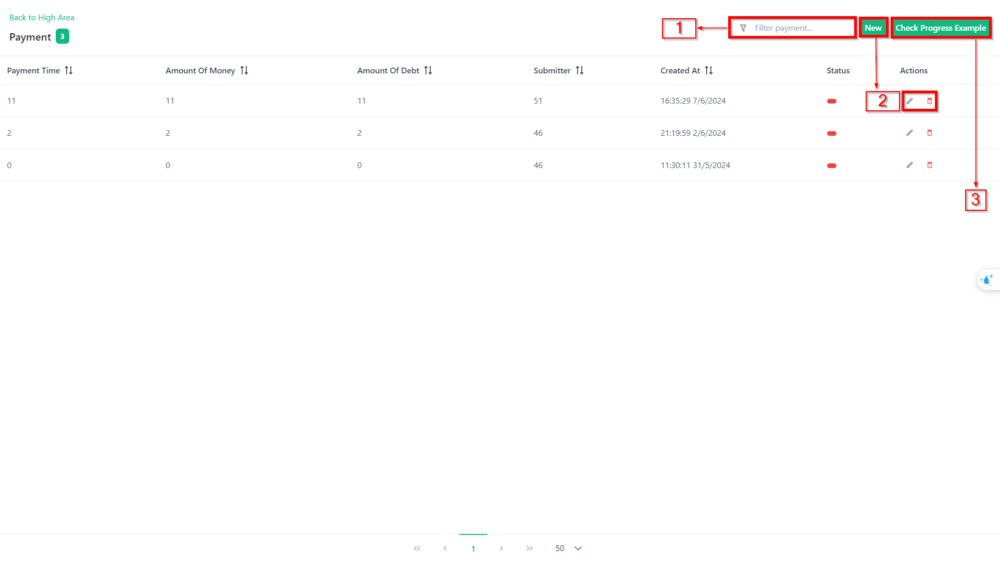 Back to High Area
Payment 3
1
Filter payment...
New
Check Progress Example
Payment Time Amount Of Money Amount Of Debt Submitter Created At Status Actions
11 11 11 51 16:35:29 7/6/2024 2
2 2 2 46 21:19:59 2/6/2024
0 0 0 46 11:30:11 31/5/2024
3
1 50